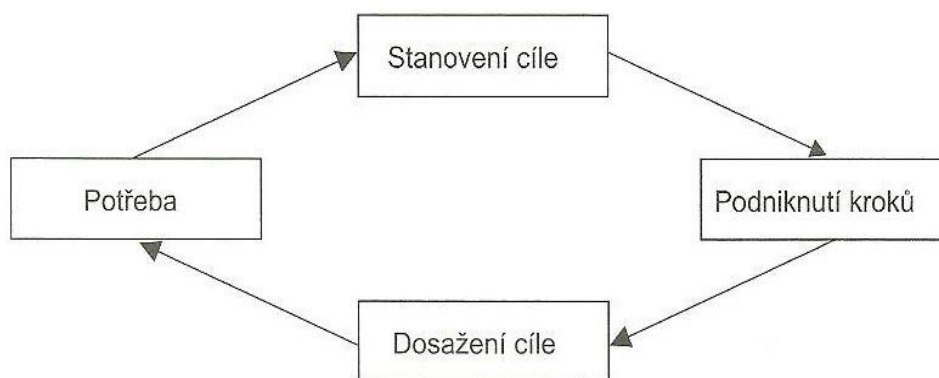 Stanovení cíle
Potřeba
Podniknutí kroků
Dosažení cíle